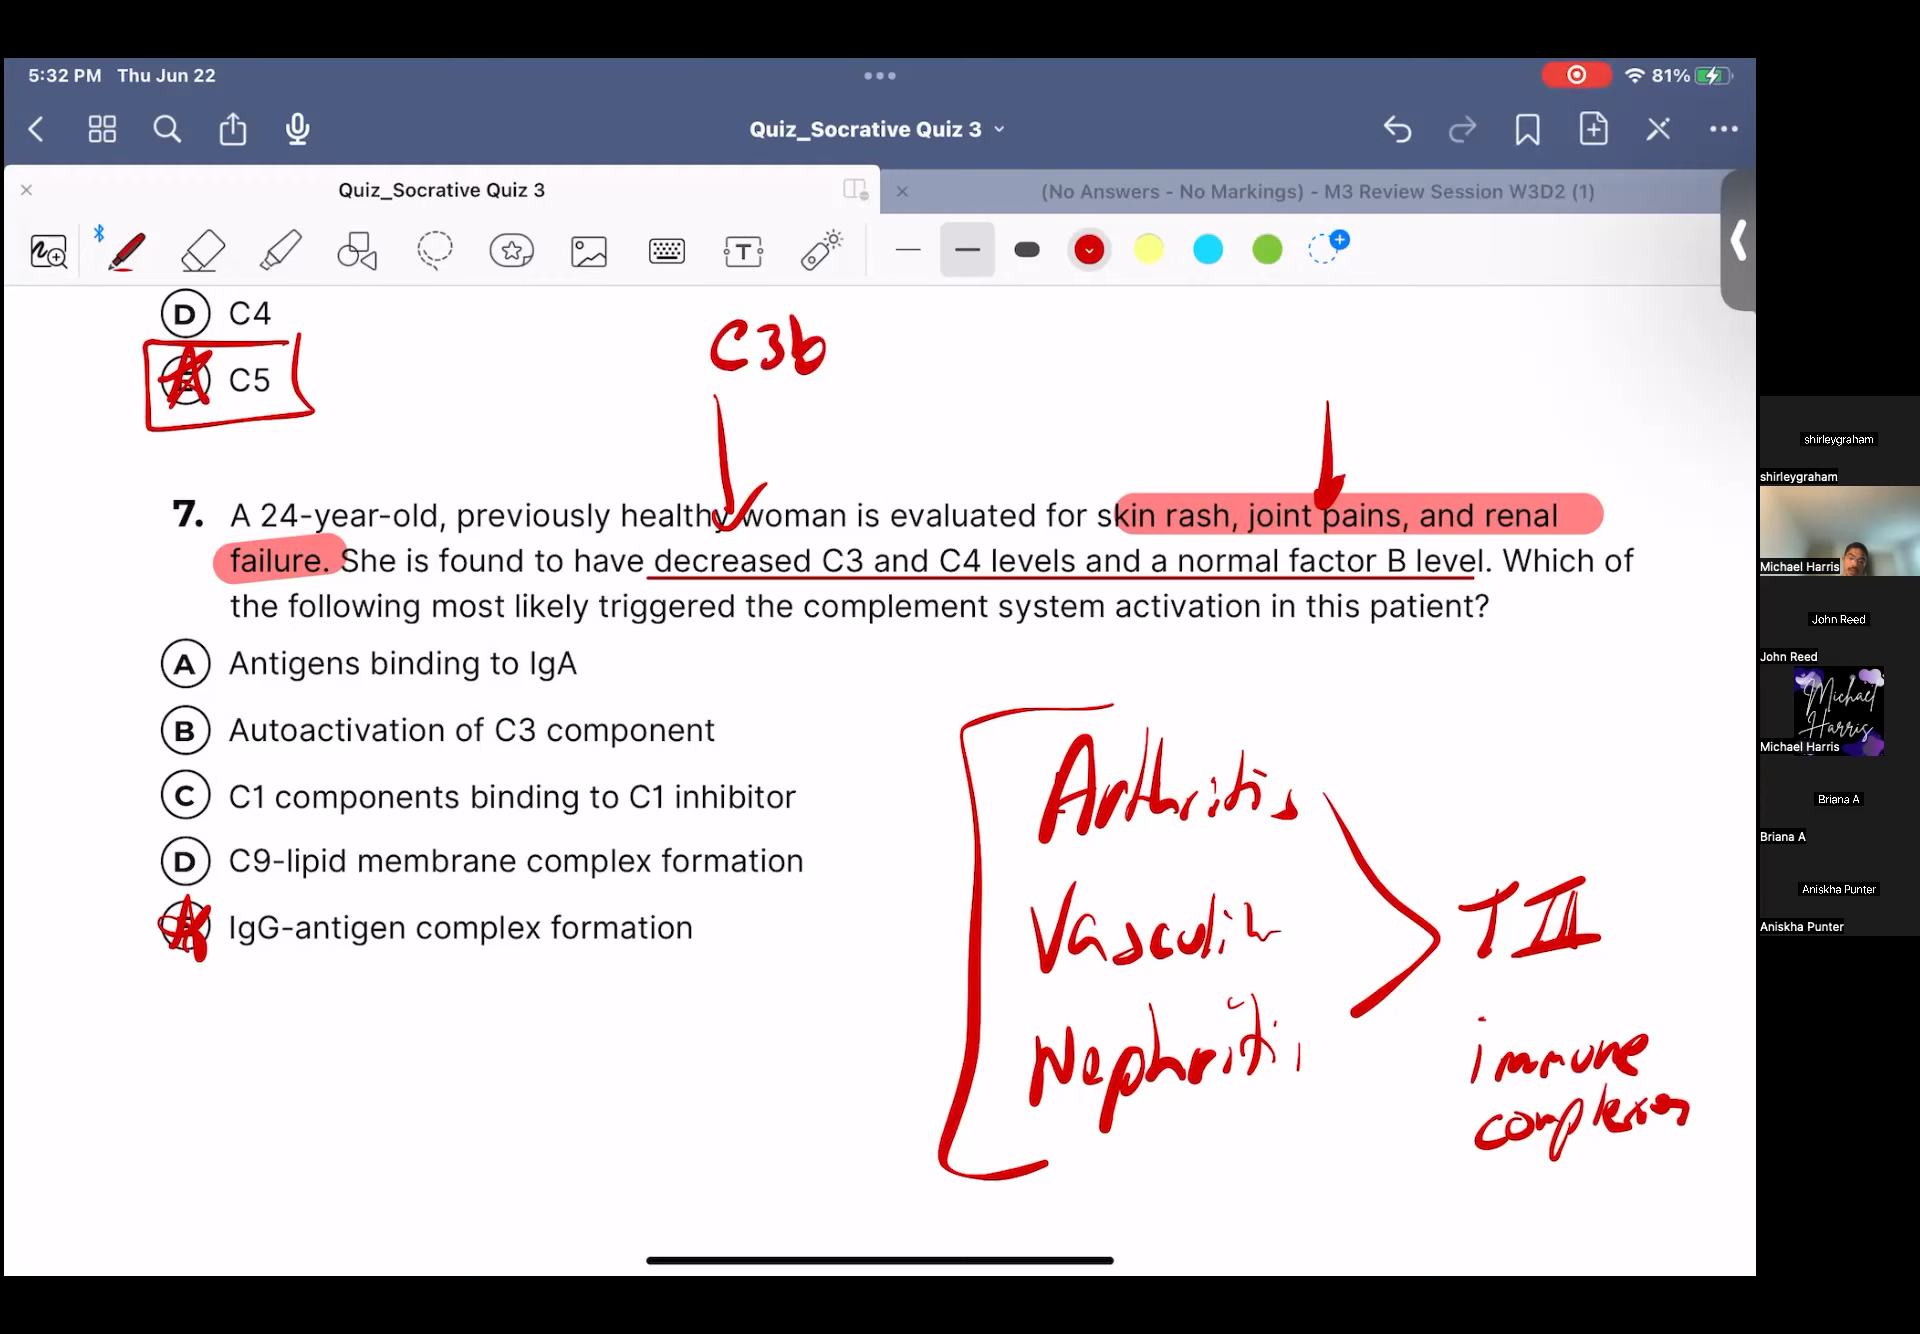 5:32 PM Thu Jun 22
81%
Quiz_Socrative Quiz 3
Quiz_Socrative Quiz 3
(No Answers - No Markings) - M3 Review Session W3D2 (1)
D C4
C5
C3b
7. A 24-year-old, previously healthy woman is evaluated for skin rash, joint pains, and renal
failure. She is found to have decreased C3 and C4 levels and a normal factor B level. Which of
the following most likely triggered the complement system activation in this patient?
A Antigens binding to IgA
B Autoactivation of C3 component
C C1 components binding to C1 inhibitor
D C9-lipid membrane complex formation
IgG-antigen complex formation
Arthritis
Nephriti
T III
immune
shirleygraham
shirleygraham
Michael Harris
John Reed
John Reed
Michael
Harris
Michael Harris
Briana A
Briana A
Aniskha Punter
Aniskha Punter